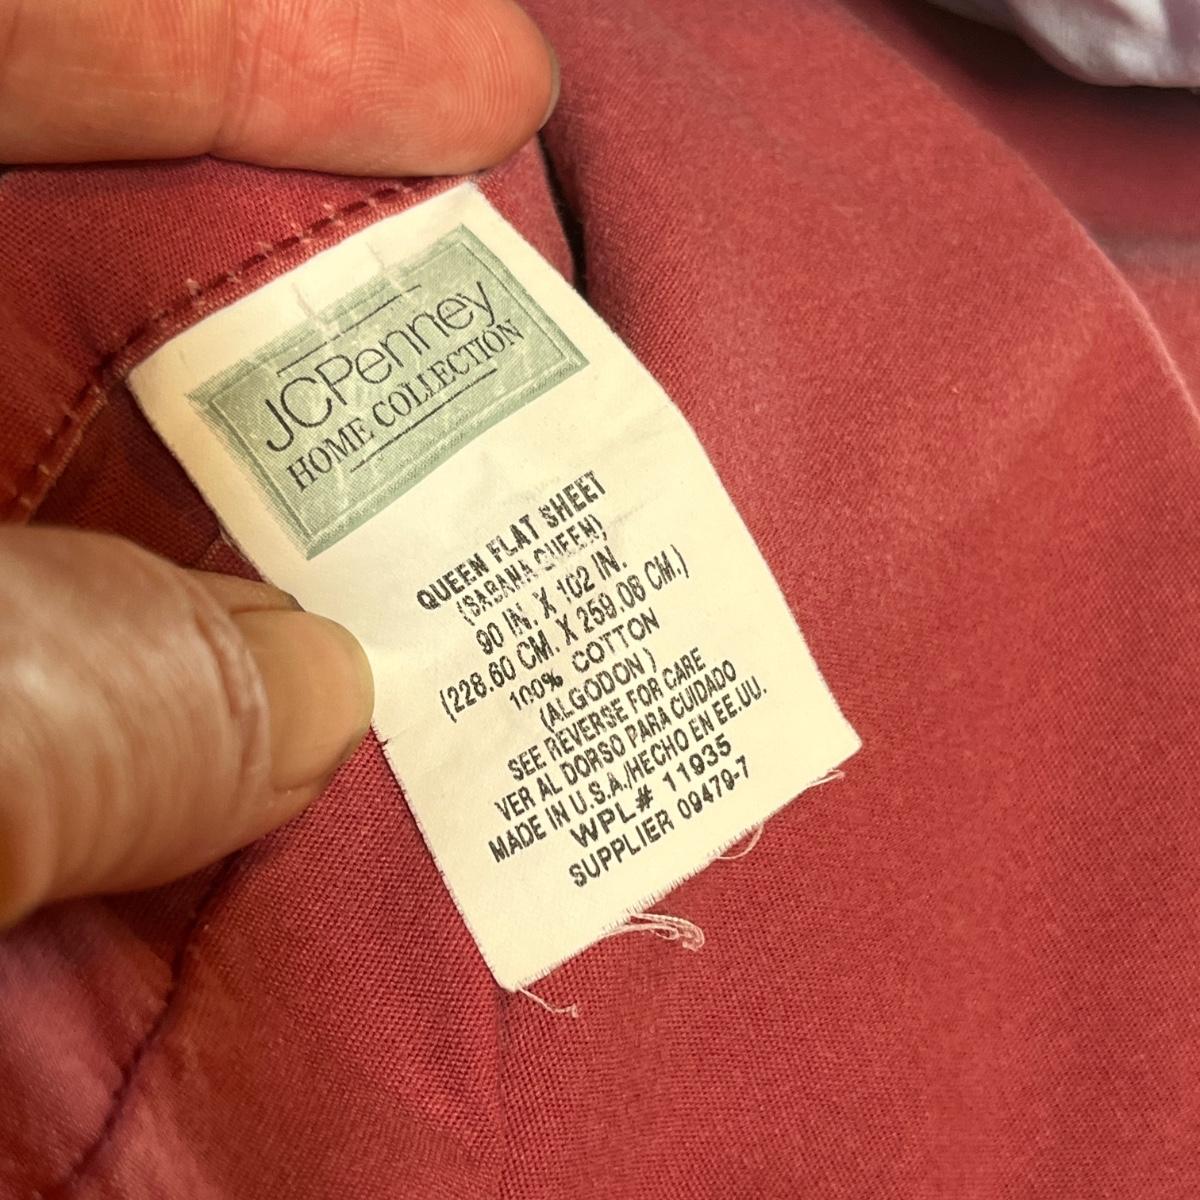 JCPenney
HOME COLLECTION
QUEEN FLAT SHEET
(SABANA QUEEN)
90 IN. X 102 IN.
(228.60 CM. X 259.08 CM.)
100% COTTON
(ALGODON)
SEE REVERSE FOR CARE
VER AL DORSO PARA CUIDADO
MADE IN U.S.A./HECHO EN EE.UU.
WPL# 11935
SUPPLIER 09479-7